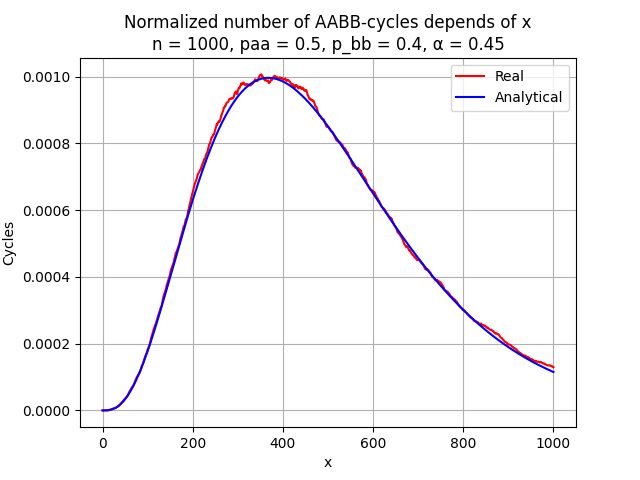 Normalized number of AABB-cycles depends of x
n = 1000, paa = 0.5, p_bb = 0.4, α = 0.45
Real
Analytical
Cycles
0.0010
0.0008
0.0006
0.0004
0.0002
0.0000
0 200 400 600 800 1000
x